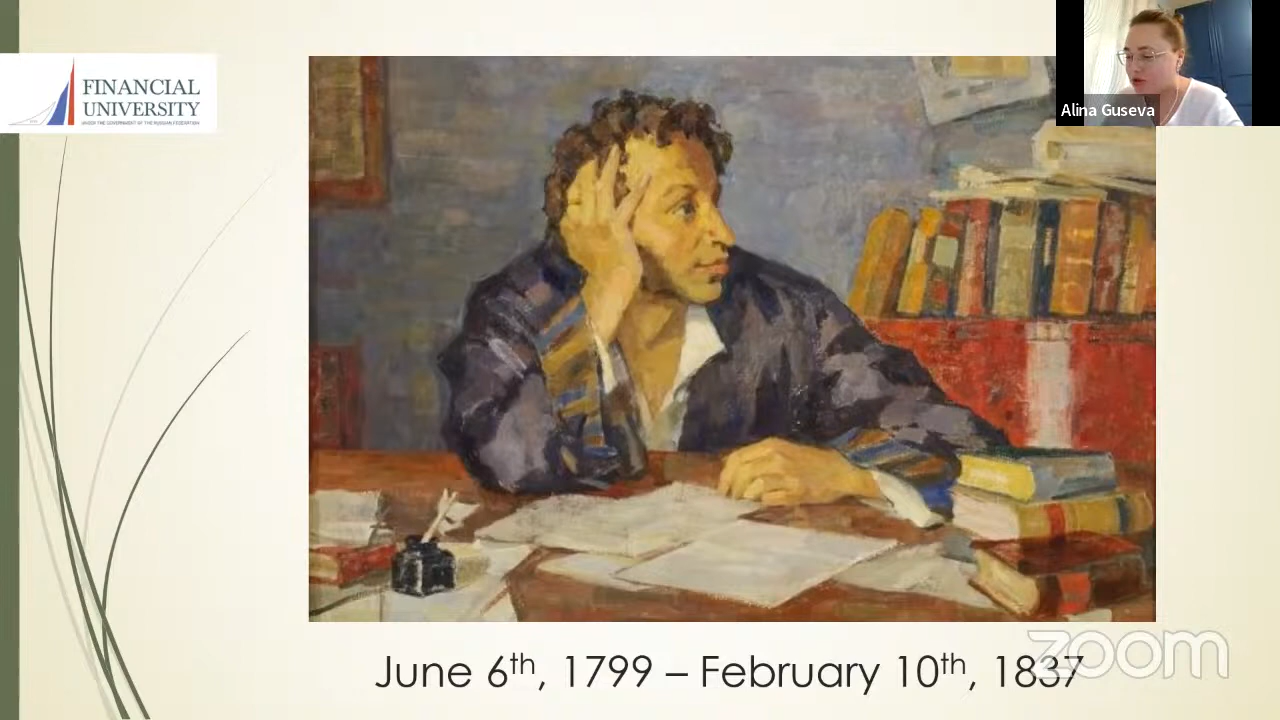 FINANCIAL
UNIVERSITY
UNDER THE GOVERNMENT OF THE RUSSIAN FEDERATION
Alina Guseva
June 6th, 1799 – February 10th, 1837
zoom